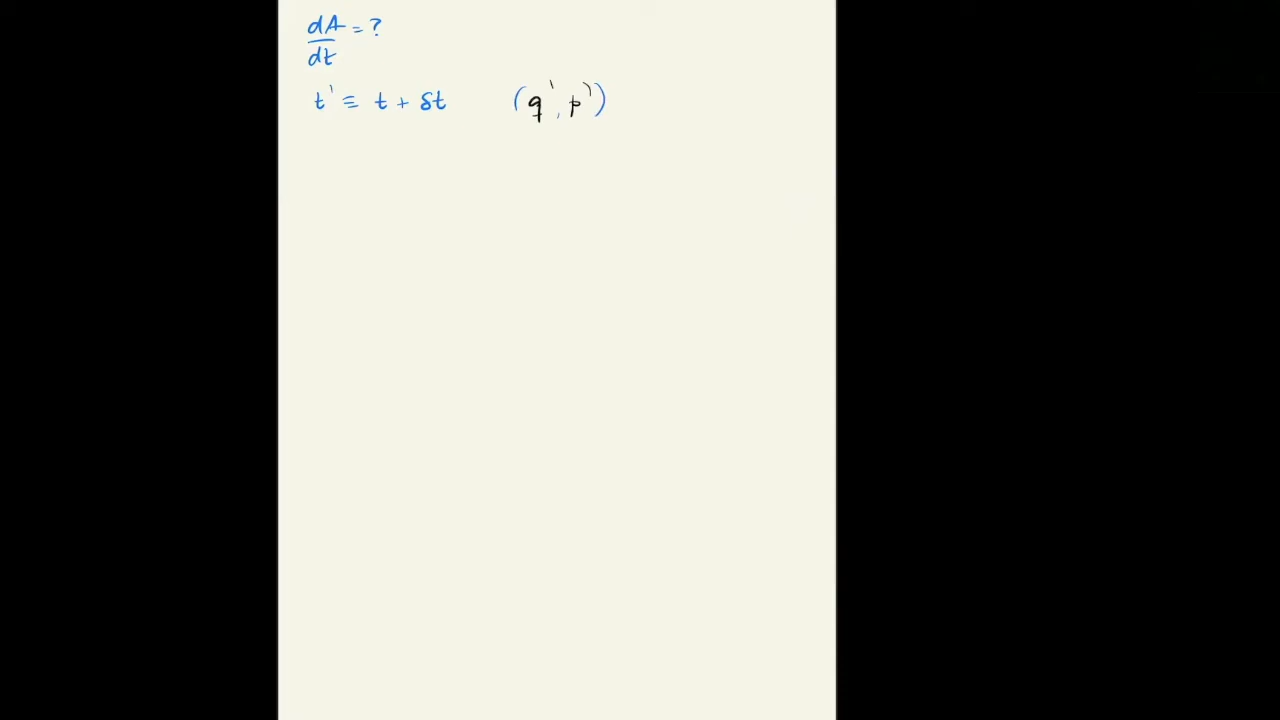 dA/dt = ?
t' ≡ t + δt (q', p')